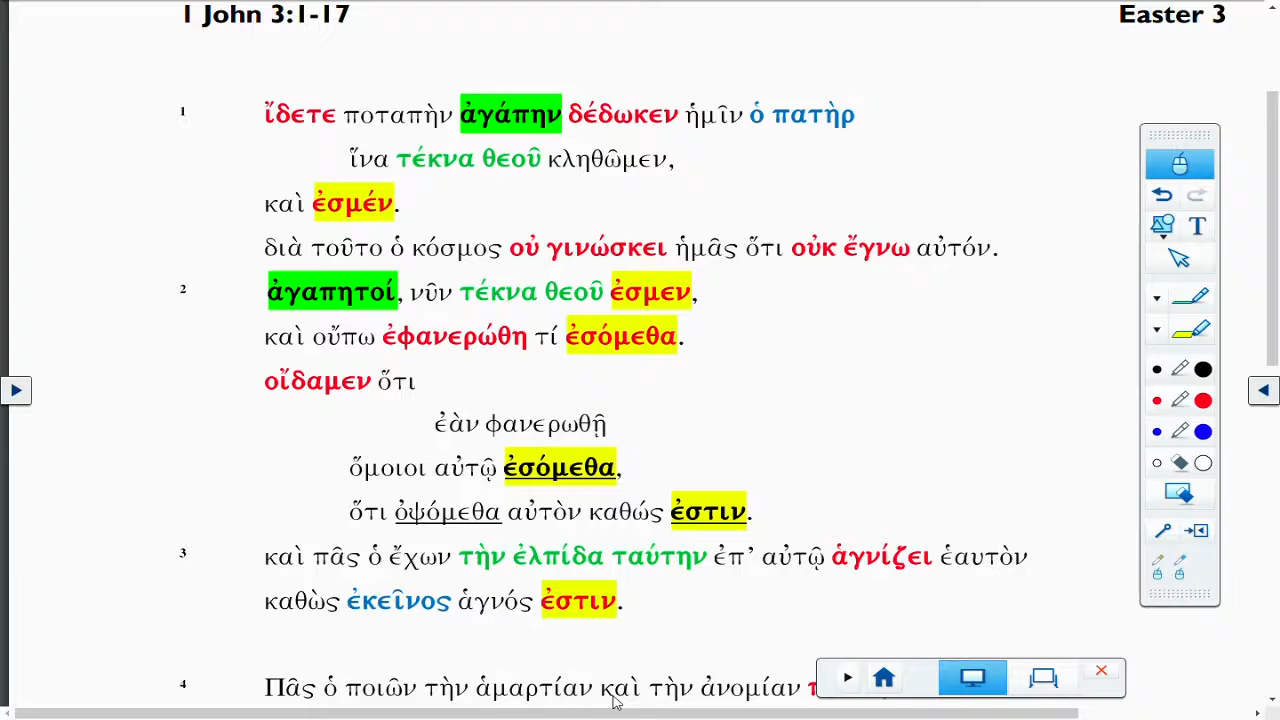 1 John 3:1-17 Easter 3
1 ἴδετε ποταπὴν ἀγάπην δέδωκεν ἡμῖν ὁ πατὴρ
ἵνα τέκνα θεοῦ κληθῶμεν,
καὶ ἐσμέν.
διὰ τοῦτο ὁ κόσμος οὐ γινώσκει ἡμᾶς ὅτι οὐκ ἔγνω αὐτόν.
2 ἀγαπητοί, νῦν τέκνα θεοῦ ἐσμεν,
καὶ οὔπω ἐφανερώθη τί ἐσόμεθα.
οἴδαμεν ὅτι
ἐὰν φανερωθῇ
ὅμοιοι αὐτῷ ἐσόμεθα,
ὅτι ὀψόμεθα αὐτὸν καθώς ἐστιν.
3 καὶ πᾶς ὁ ἔχων τὴν ἐλπίδα ταύτην ἐπ’ αὐτῷ ἁγνίζει ἑαυτὸν
καθὼς ἐκεῖνος ἁγνός ἐστιν.
4 Πᾶς ὁ ποιῶν τὴν ἁμαρτίαν καὶ τὴν ἀνομίαν
T